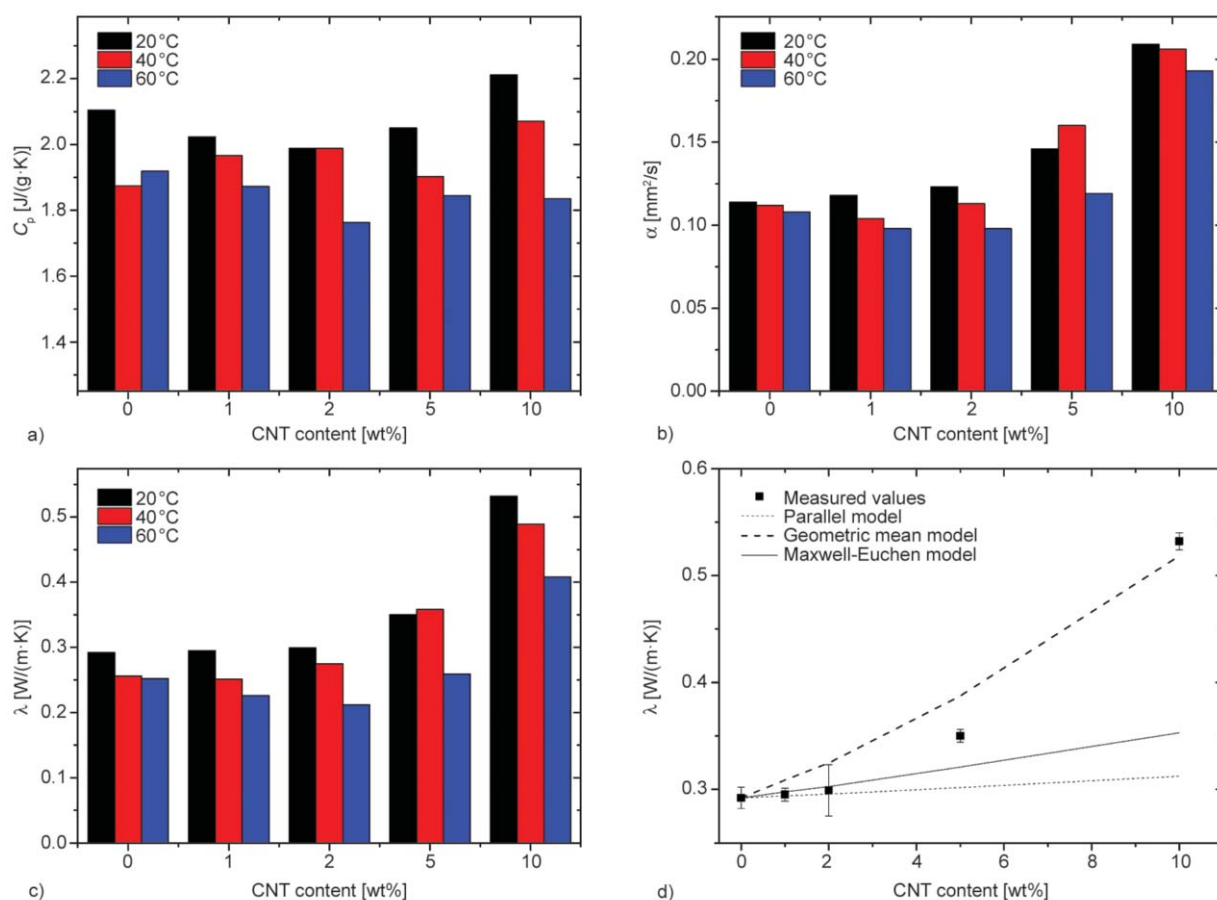 20°C
40°C
60°C
2.2
2.0
1.8
1.6
1.4
Cp [J/(g·K)]
0 1 2 5 10
CNT content [wt%]
a)
20°C
40°C
60°C
0.20
0.15
0.10
0.05
0.00
α [mm²/s]
0 1 2 5 10
CNT content [wt%]
b)
20°C
40°C
60°C
0.5
0.4
0.3
0.2
0.1
0.0
λ [W/(m·K)]
0 1 2 5 10
CNT content [wt%]
c)
Measured values
Parallel model
Geometric mean model
Maxwell-Euchen model
0.6
0.5
0.4
0.3
λ [W/(m·K)]
0 2 4 6 8 10
CNT content [wt%]
d)